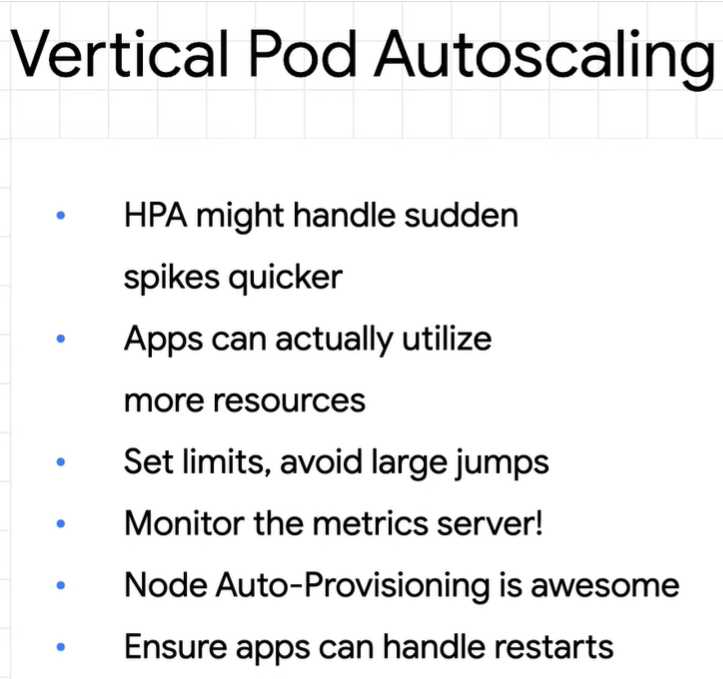 Vertical Pod Autoscaling
HPA might handle sudden
spikes quicker
Apps can actually utilize
more resources
Set limits, avoid large jumps
Monitor the metrics server!
Node Auto-Provisioning is awesome
Ensure apps can handle restarts